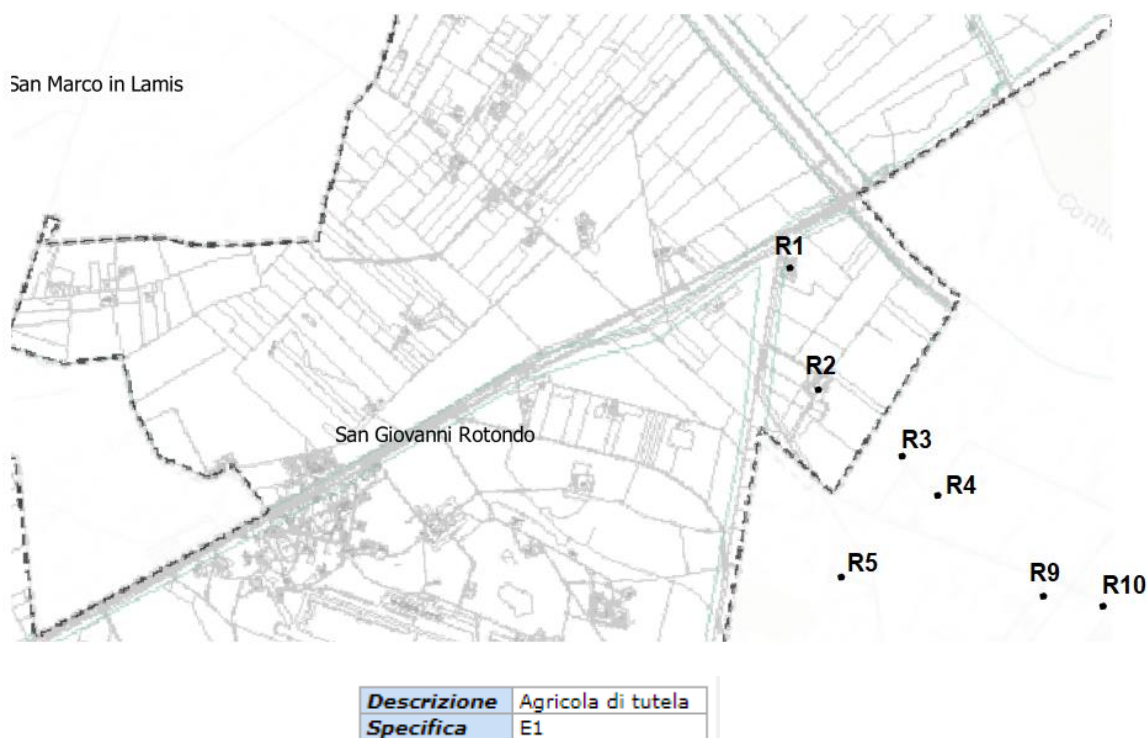 San Marco in Lamis
R1
R2
San Giovanni Rotondo
R3
R4
R5
R9
R10
Descrizione Agricola di tutela
Specifica E1